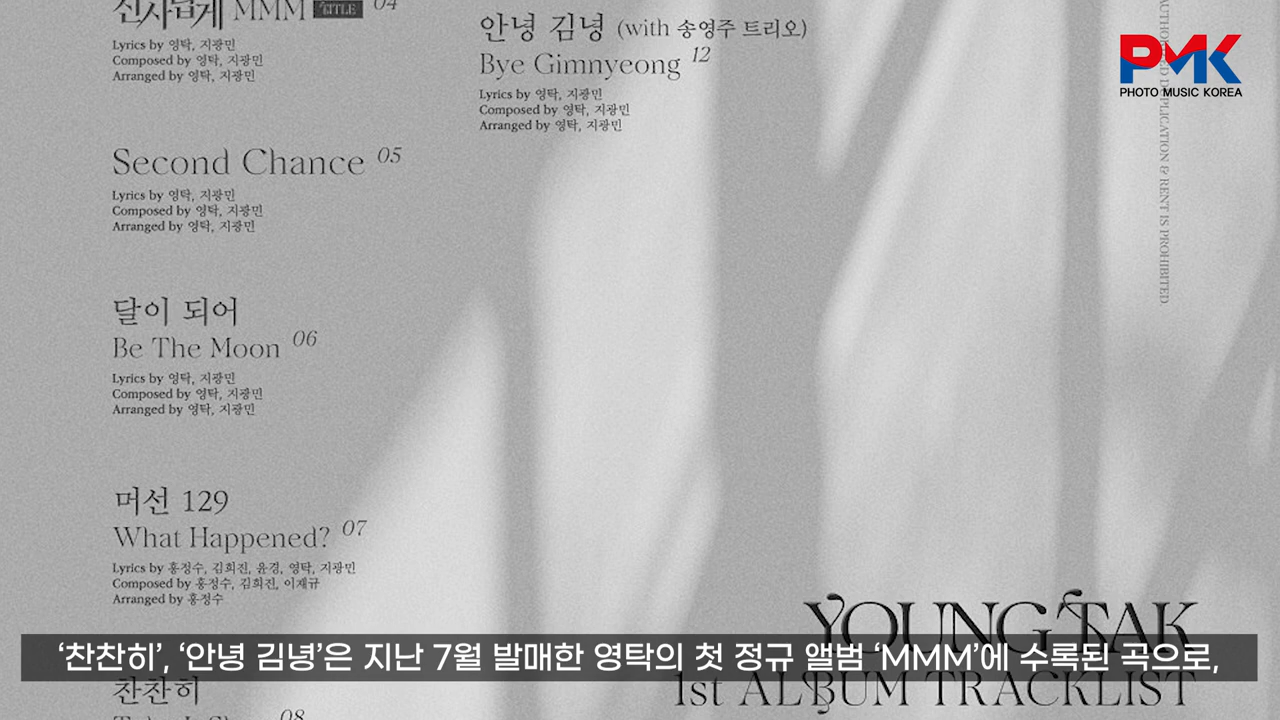 신사답게 MMM TITLE 04
Lyrics by 영탁, 지광민
Composed by 영탁, 지광민
Arranged by 영탁, 지광민
Second Chance 05
Lyrics by 영탁, 지광민
Composed by 영탁, 지광민
Arranged by 영탁, 지광민
달이 되어
Be The Moon 06
Lyrics by 영탁, 지광민
Composed by 영탁, 지광민
Arranged by 영탁, 지광민
머선 129
What Happened? 07
Lyrics by 홍정수, 김희진, 윤경, 영탁, 지광민
Composed by 홍정수, 김희진, 이재규
Arranged by 홍정수
찬찬히
08
안녕 김녕 (with 송영주 트리오)
Bye Gimnyeong 12
Lyrics by 영탁, 지광민
Composed by 영탁, 지광민
Arranged by 영탁, 지광민
PMK
PHOTO MUSIC KOREA
DUPLICATION & RENT IS PROHIBITED
YOUNG TAK
1st ALBUM TRACKLIST
‘찬찬히’, ‘안녕 김녕’은 지난 7월 발매한 영탁의 첫 정규 앨범 ‘MMM’에 수록된 곡으로,